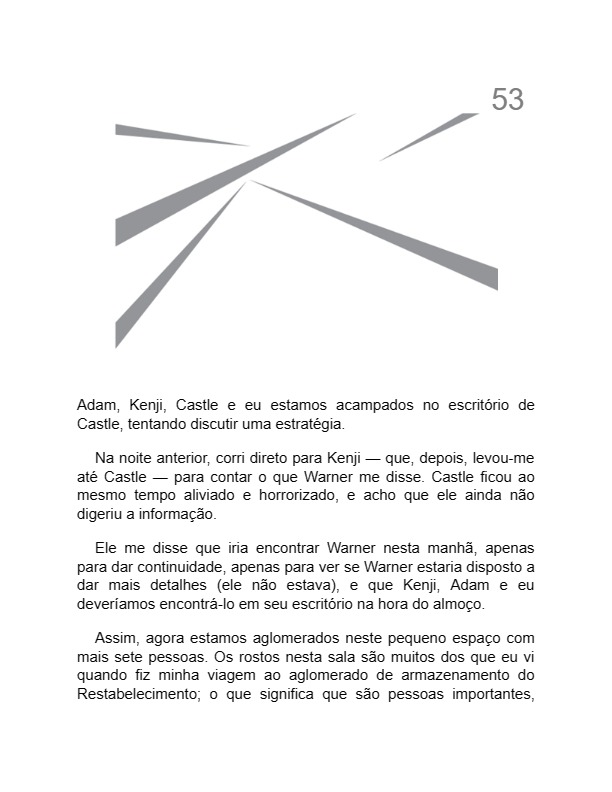 53
Adam, Kenji, Castle e eu estamos acampados no escritório de
Castle, tentando discutir uma estratégia.
Na noite anterior, corri direto para Kenji — que, depois, levou-me
até Castle — para contar o que Warner me disse. Castle ficou ao
mesmo tempo aliviado e horrorizado, e acho que ele ainda não
digeriu a informação.
Ele me disse que iria encontrar Warner nesta manhã, apenas
para dar continuidade, apenas para ver se Warner estaria disposto a
dar mais detalhes (ele não estava), e que Kenji, Adam e eu
deveríamos encontrá-lo em seu escritório na hora do almoço.
Assim, agora estamos aglomerados neste pequeno espaço com
mais sete pessoas. Os rostos nesta sala são muitos dos que eu vi
quando fiz minha viagem ao aglomerado de armazenamento do
Restabelecimento; o que significa que são pessoas importantes,